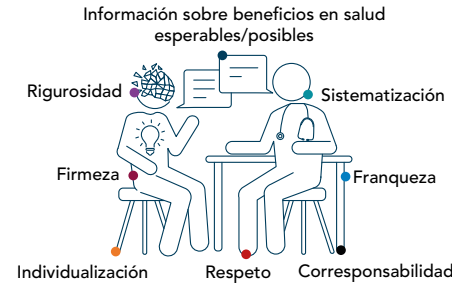 Información sobre beneficios en salud
esperables/posibles
Rigurosidad
Sistematización
Firmeza
Franqueza
Individualización
Respeto
Corresponsabilidad